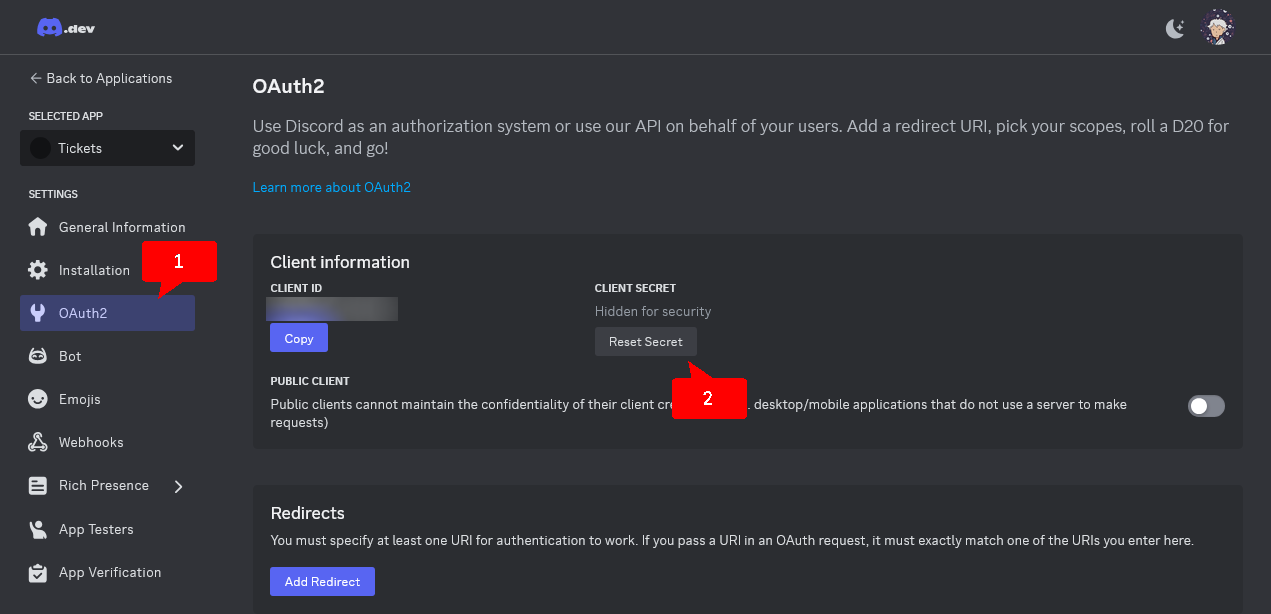 .dev
Back to Applications
SELECTED APP
Tickets
SETTINGS
General Information
Installation
1
OAuth2
Bot
Emojis
Webhooks
Rich Presence
App Testers
App Verification
OAuth2
Use Discord as an authorization system or use our API on behalf of your users. Add a redirect URI, pick your scopes, roll a D20 for
good luck, and go!
Learn more about OAuth2
Client information
CLIENT ID
Copy
CLIENT SECRET
Hidden for security
Reset Secret
2
PUBLIC CLIENT
Public clients cannot maintain the confidentiality of their client desktop/mobile applications that do not use a server to make
requests)
Redirects
You must specify at least one URI for authentication to work. If you pass a URI in an OAuth request, it must exactly match one of the URIs you enter here.
Add Redirect